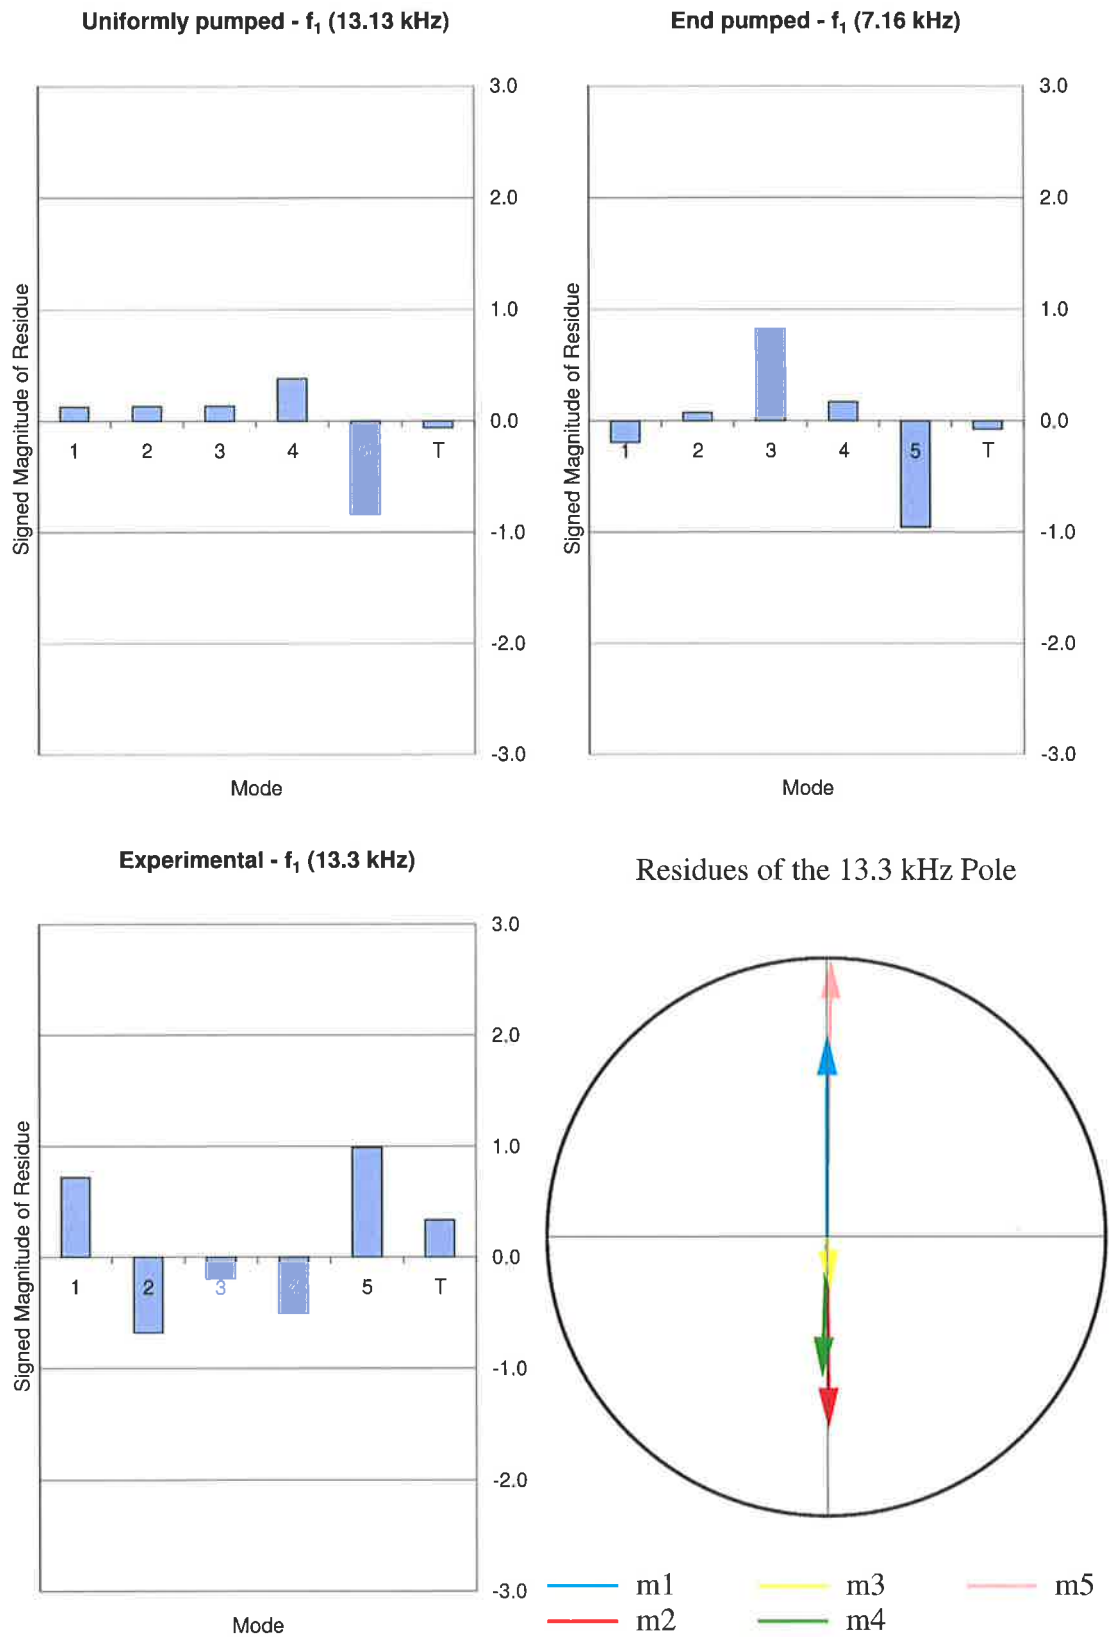 Uniformly pumped - f1 (13.13 kHz)
3.0
2.0
1.0
0.0
-1.0
-2.0
-3.0
Signed Magnitude of Residue
1 2 3 4 T
Mode
End pumped - f1 (7.16 kHz)
3.0
2.0
1.0
0.0
-1.0
-2.0
-3.0
Signed Magnitude of Residue
1 2 3 4 5 T
Mode
Experimental - f1 (13.3 kHz)
3.0
2.0
1.0
0.0
-1.0
-2.0
-3.0
Signed Magnitude of Residue
1 2 3 5 T
Mode
Residues of the 13.3 kHz Pole
m1 m3 m5
m2 m4